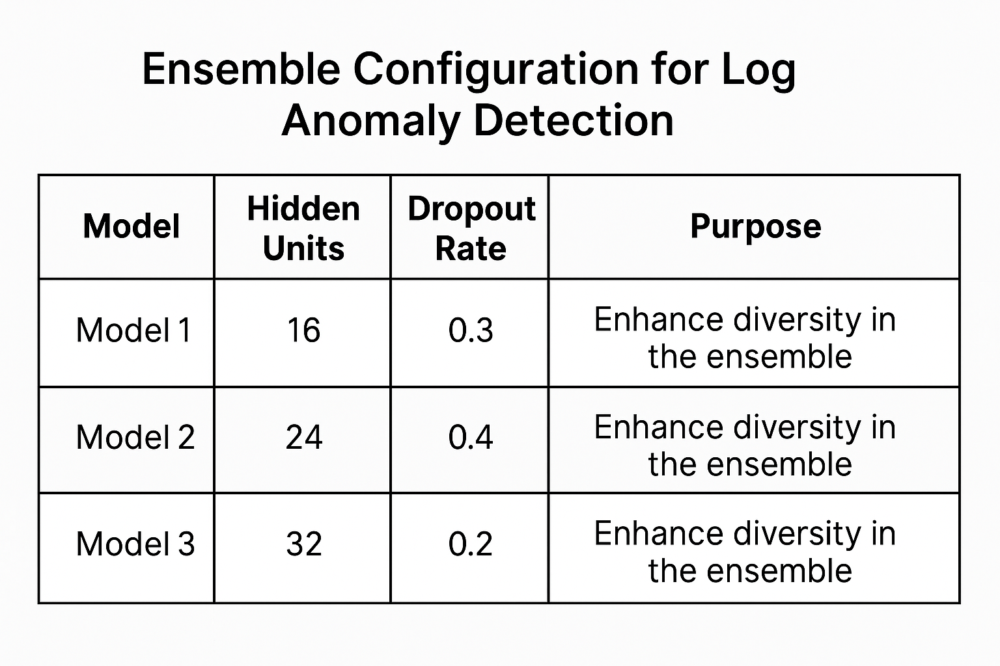 Ensemble Configuration for Log
Anomaly Detection
Model
Hidden
Units
Dropout
Rate
Purpose
Model 1
16
0.3
Enhance diversity in
the ensemble
Model 2
24
0.4
Enhance diversity in
the ensemble
Model 3
32
0.2
Enhance diversity in
the ensemble